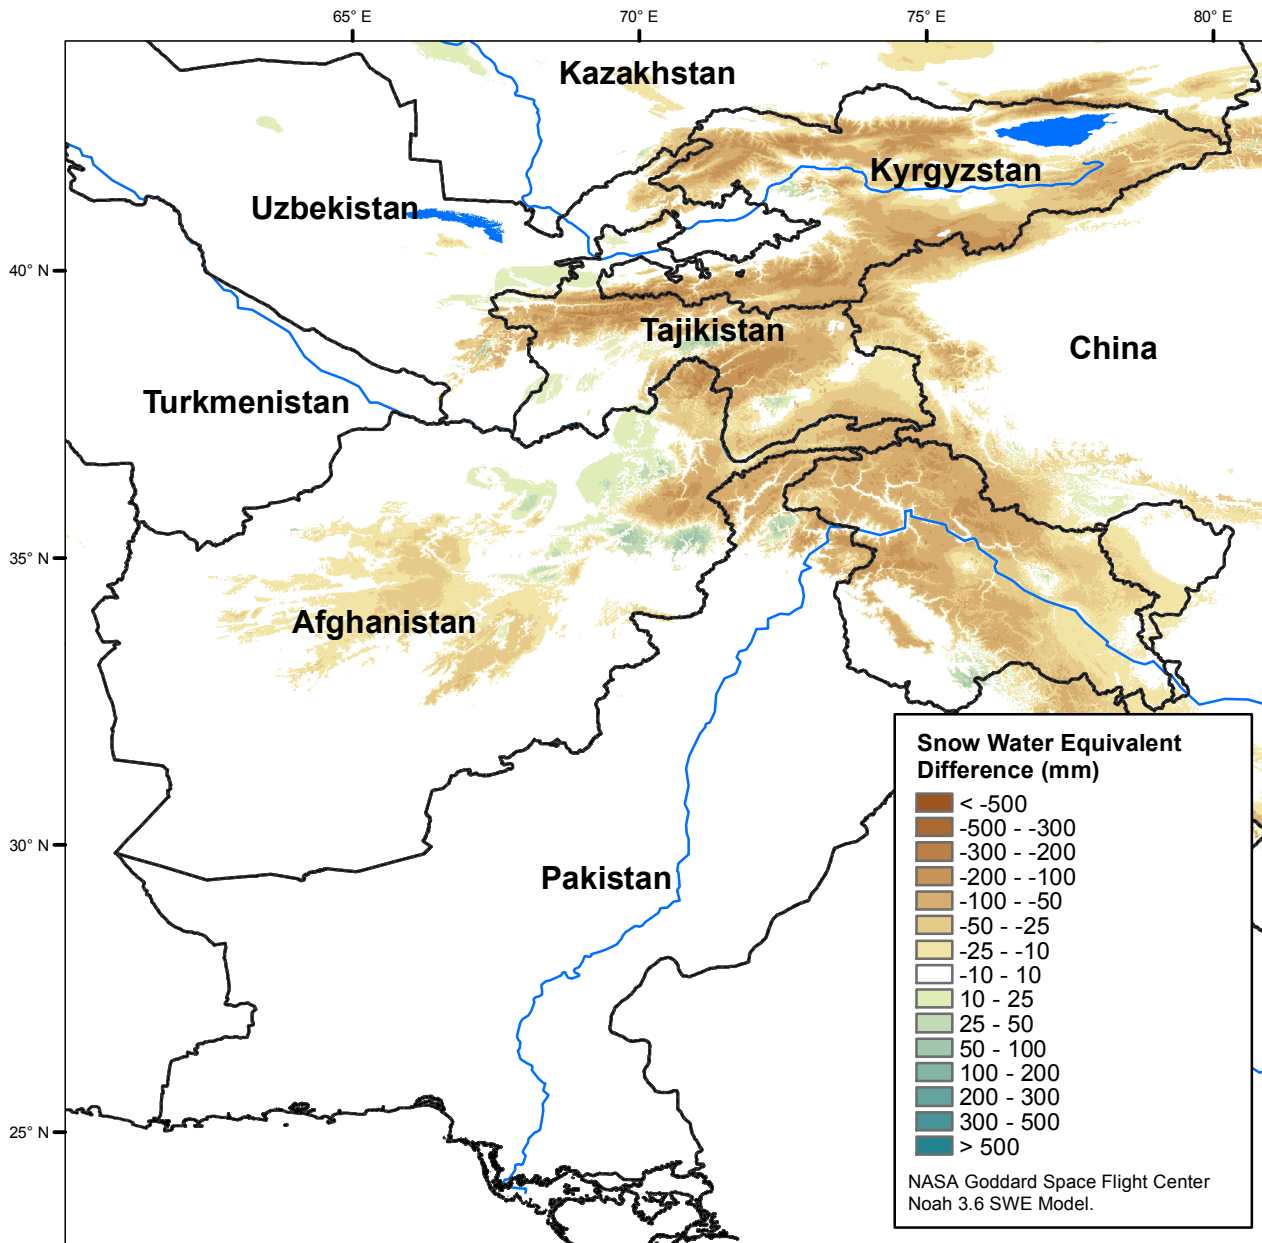 65° E
70° E
75° E
80° E
Kazakhstan
Kyrgyzstan
Uzbekistan
40° N
Tajikistan
China
Turkmenistan
35° N
Afghanistan
Snow Water Equivalent
Difference (mm)
< -500
-500 - -300
-300 - -200
-200 - -100
-100 - -50
-50 - -25
-25 - -10
-10 - 10
10 - 25
25 - 50
50 - 100
100 - 200
200 - 300
300 - 500
> 500
NASA Goddard Space Flight Center
Noah 3.6 SWE Model.
30° N
Pakistan
25° N